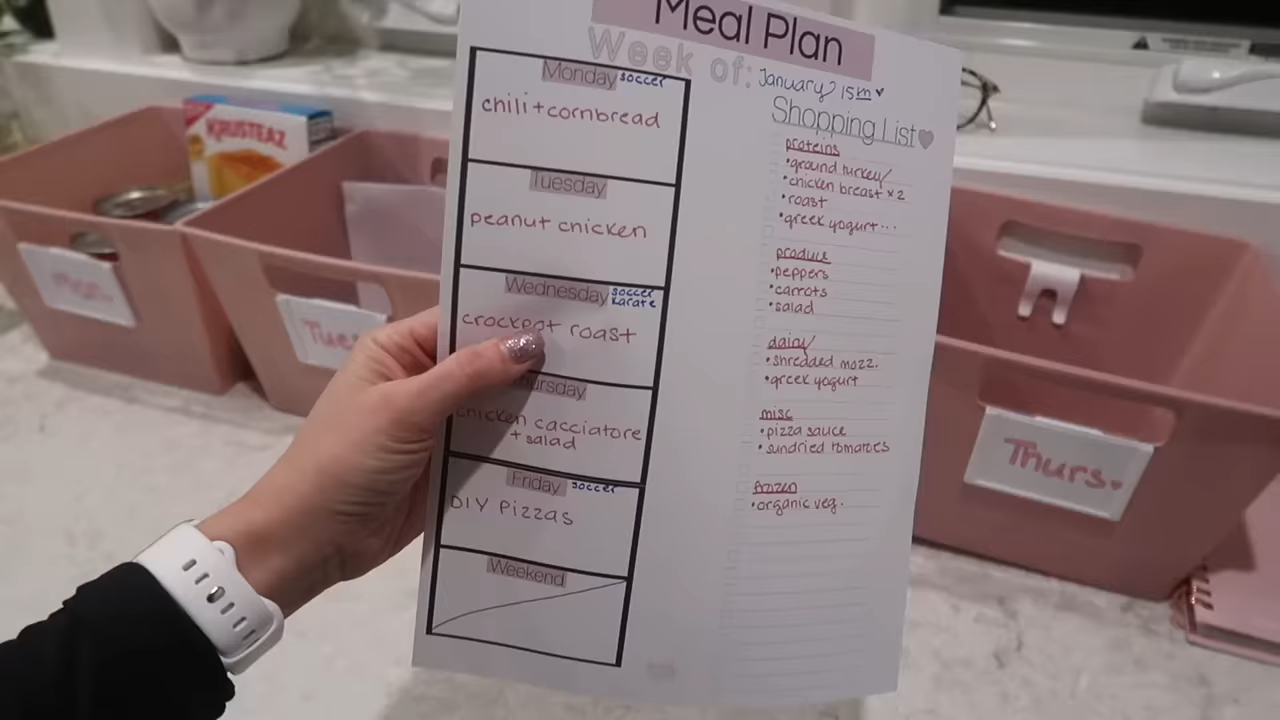 Meal Plan
Week of: January 15th
Monday soccer
chili + cornbread
Tuesday
peanut chicken
Wednesday soccer
karate
crockpot roast
Thursday
chicken cacciatore
+ salad
Friday soccer
DIY Pizzas
Weekend
Shopping List
proteins
•ground turkey
•chicken breast x2
•roast
•greek yogurt...
produce
•peppers
•carrots
•salad
dairy
•shredded mozz.
•greek yogurt
misc
•pizza sauce
•sundried tomatoes
frozen
•organic veg.
KRUSTEAZ
Mon.
Tues
Thurs.